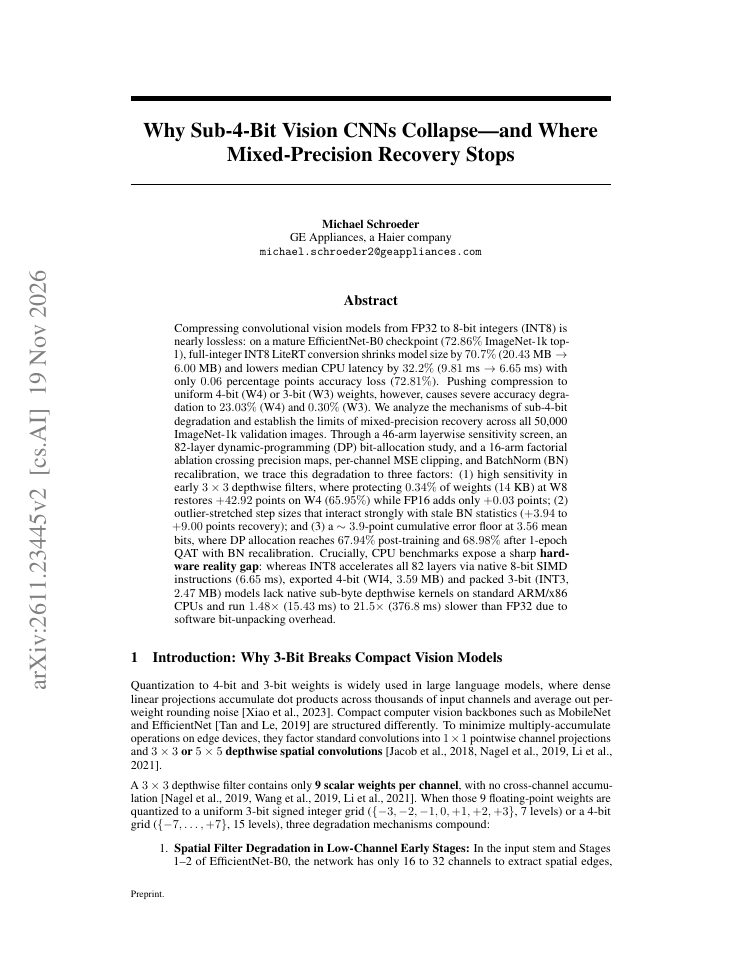 Why Sub-4-Bit Vision CNNs Collapse—and Where
Mixed-Precision Recovery Stops
Michael Schroeder
GE Appliances, a Haier company
michael.schroeder2@geappliances.com
arXiv:2611.23445v2 [cs.AI] 19 Nov 2026
Abstract
Compressing convolutional vision models from FP32 to 8-bit integers (INT8) is
nearly lossless: on a mature EfficientNet-B0 checkpoint (72.86% ImageNet-1k top-
1), full-integer INT8 LiteRT conversion shrinks model size by 70.7% (20.43 MB →
6.00 MB) and lowers median CPU latency by 32.2% (9.81 ms → 6.65 ms) with
only 0.06 percentage points accuracy loss (72.81%). Pushing compression to
uniform 4-bit (W4) or 3-bit (W3) weights, however, causes severe accuracy degra-
dation to 23.03% (W4) and 0.30% (W3). We analyze the mechanisms of sub-4-bit
degradation and establish the limits of mixed-precision recovery across all 50,000
ImageNet-1k validation images. Through a 46-arm layerwise sensitivity screen, an
82-layer dynamic-programming (DP) bit-allocation study, and a 16-arm factorial
ablation crossing precision maps, per-channel MSE clipping, and BatchNorm (BN)
recalibration, we trace this degradation to three factors: (1) high sensitivity in
early 3 × 3 depthwise filters, where protecting 0.34% of weights (14 KB) at W8
restores +42.92 points on W4 (65.95%) while FP16 adds only +0.03 points; (2)
outlier-stretched step sizes that interact strongly with stale BN statistics (+3.94 to
+9.00 points recovery); and (3) a ∼ 3.9-point cumulative error floor at 3.56 mean
bits, where DP allocation reaches 67.94% post-training and 68.98% after 1-epoch
QAT with BN recalibration. Crucially, CPU benchmarks expose a sharp hard-
ware reality gap: whereas INT8 accelerates all 82 layers via native 8-bit SIMD
instructions (6.65 ms), exported 4-bit (WI4, 3.59 MB) and packed 3-bit (INT3,
2.47 MB) models lack native sub-byte depthwise kernels on standard ARM/x86
CPUs and run 1.48× (15.43 ms) to 21.5× (376.8 ms) slower than FP32 due to
software bit-unpacking overhead.
1 Introduction: Why 3-Bit Breaks Compact Vision Models
Quantization to 4-bit and 3-bit weights is widely used in large language models, where dense
linear projections accumulate dot products across thousands of input channels and average out per-
weight rounding noise [Xiao et al., 2023]. Compact computer vision backbones such as MobileNet
and EfficientNet [Tan and Le, 2019] are structured differently. To minimize multiply-accumulate
operations on edge devices, they factor standard convolutions into 1 × 1 pointwise channel projections
and 3 × 3 or 5 × 5 depthwise spatial convolutions [Jacob et al., 2018, Nagel et al., 2019, Li et al.,
2021].
A 3 × 3 depthwise filter contains only 9 scalar weights per channel, with no cross-channel accumu-
lation [Nagel et al., 2019, Wang et al., 2019, Li et al., 2021]. When those 9 floating-point weights are
quantized to a uniform 3-bit signed integer grid ({−3, −2, −1, 0, +1, +2, +3}, 7 levels) or a 4-bit
grid ({−7, . . . , +7}, 15 levels), three degradation mechanisms compound:
1. Spatial Filter Degradation in Low-Channel Early Stages: In the input stem and Stages
1–2 of EfficientNet-B0, the network has only 16 to 32 channels to extract spatial edges,
Preprint.